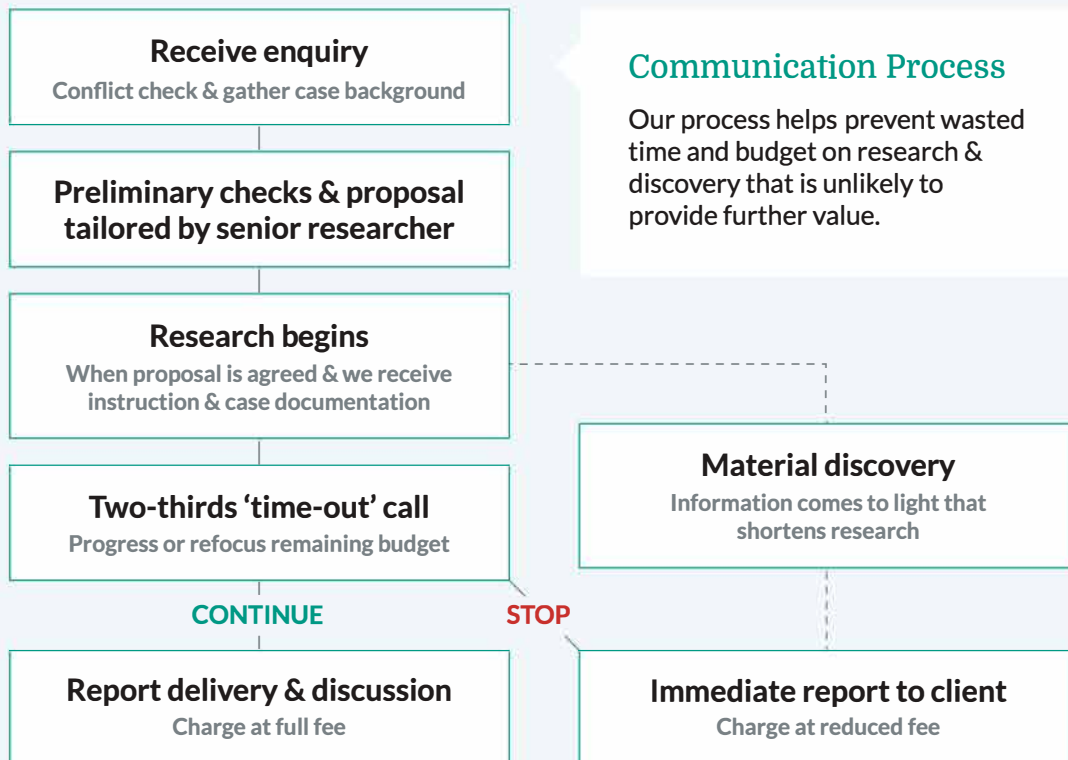 Receive enquiry
Conflict check & gather case background
Communication Process
Our process helps prevent wasted
time and budget on research &
discovery that is unlikely to
provide further value.
Preliminary checks & proposal
tailored by senior researcher
Research begins
When proposal is agreed & we receive
instruction & case documentation
Two-thirds ‘time-out’ call
Progress or refocus remaining budget
Material discovery
Information comes to light that
shortens research
CONTINUE
STOP
Report delivery & discussion
Charge at full fee
Immediate report to client
Charge at reduced fee